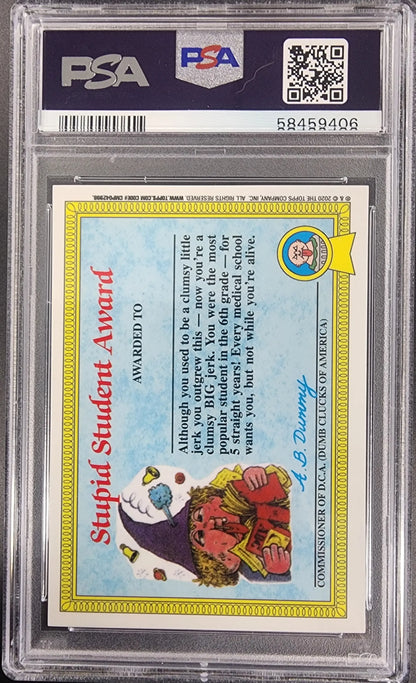 PSA
PSA
58459406
® & © 2020 THE TOPPS COMPANY, INC. ALL RIGHTS RESERVED. WWW.TOPPS.COM CODE#
Stupid Student Award
AWARDED TO
Although you used to be a clumsy little
jerk you outgrew this — now you're a
clumsy BIG jerk. You were the most
popular student in the 6th grade — for
5 straight years! Every medical school
wants you, but not while you're alive.
A. B. Dummy
COMMISSIONER OF D.C.A. (DUMB CLUCKS OF AMERICA)